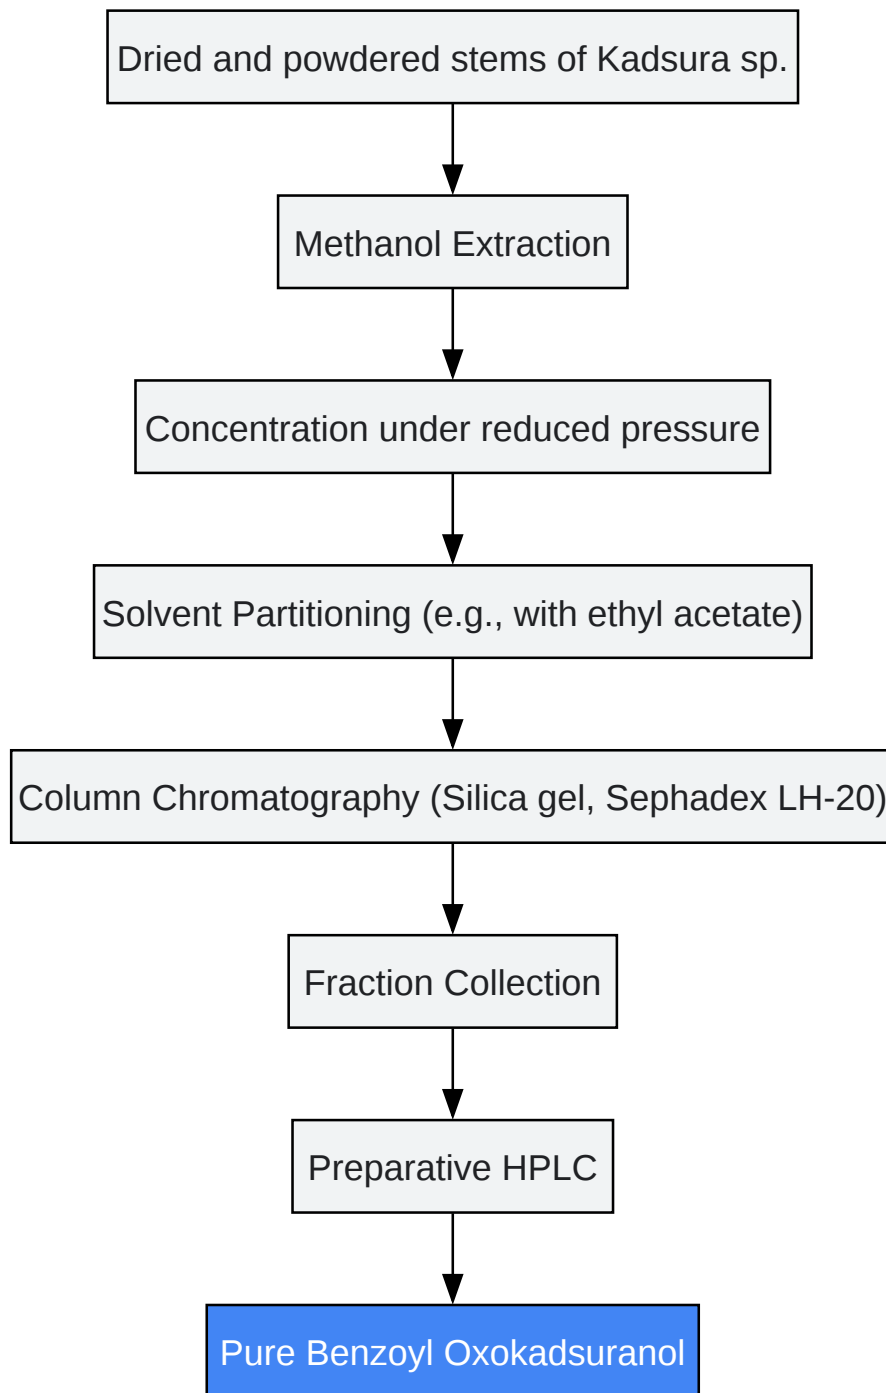 Dried and powdered stems of Kadsura sp.
Methanol Extraction
Concentration under reduced pressure
Solvent Partitioning (e.g., with ethyl acetate)
Column Chromatography (Silica gel, Sephadex LH-20)
Fraction Collection
Preparative HPLC
Pure Benzoyl Oxokadsuranol